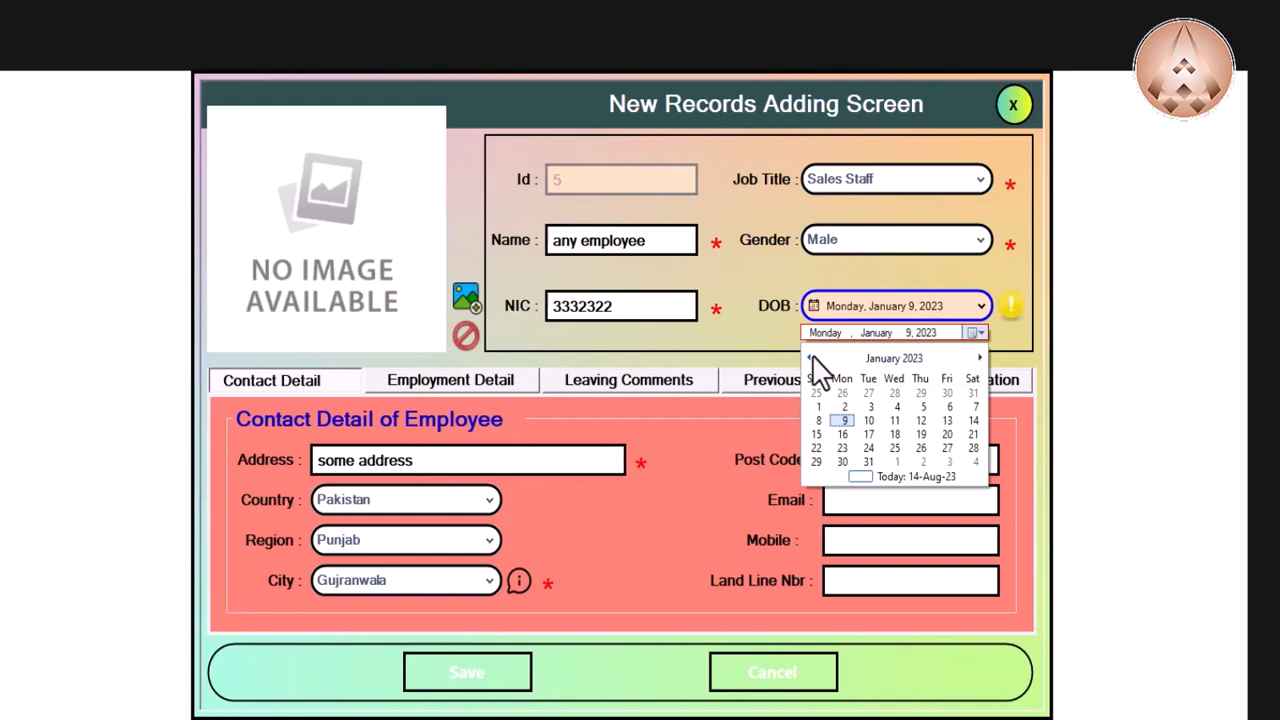 New Records Adding Screen
x
NO IMAGE
AVAILABLE
Id : 5
Job Title : Sales Staff *
Name : any employee *
Gender : Male *
NIC : 3332322 *
DOB : Monday, January 9, 2023
Monday , January 9, 2023
January 2023
Mon Tue Wed Thu Fri Sat
25 26 27 28 29 30 31
1 2 3 4 5 6 7
8 9 10 11 12 13 14
15 16 17 18 19 20 21
22 23 24 25 26 27 28
29 30 31 1 2 3 4
Today: 14-Aug-23
Contact Detail
Employment Detail
Leaving Comments
Previous
Contact Detail of Employee
Address : some address *
Post Code
Country : Pakistan
Email :
Region : Punjab
Mobile :
City : Gujranwala *
Land Line Nbr :
Save
Cancel